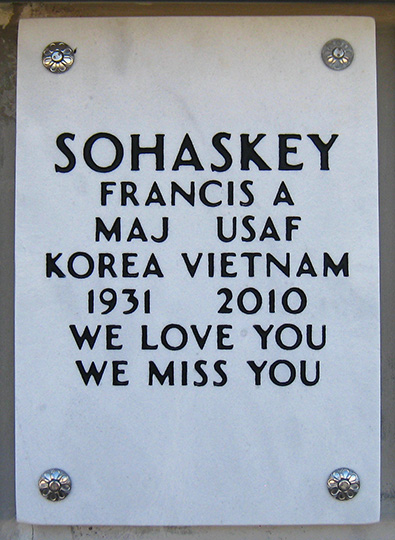 SOHASKEY
FRANCIS A
MAJ USAF
KOREA VIETNAM
1931 2010
WE LOVE YOU
WE MISS YOU